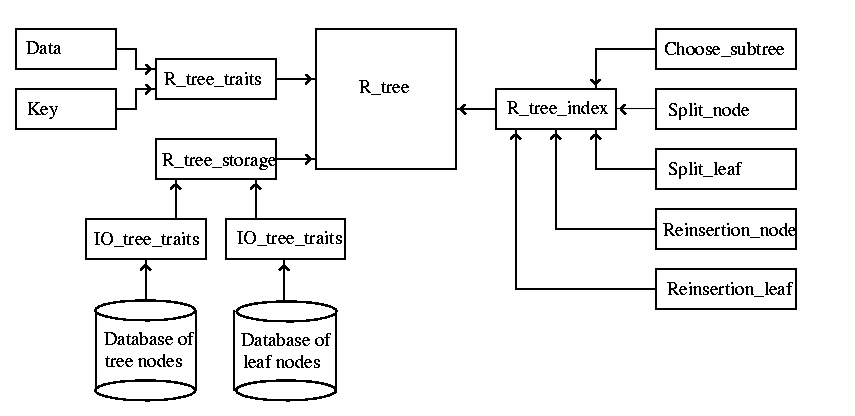 Data
Key
R_tree_traits
R_tree
R_tree_storage
IO_tree_traits
IO_tree_traits
Database of
tree nodes
Database of
leaf nodes
R_tree_index
Choose_subtree
Split_node
Split_leaf
Reinsertion_node
Reinsertion_leaf